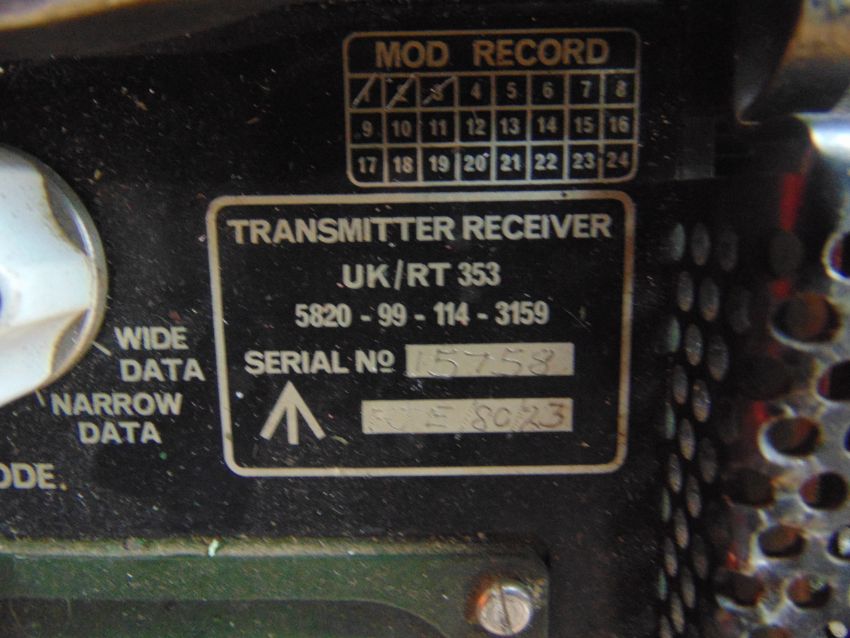 MOD RECORD
1 2 3 4 5 6 7 8
9 10 11 12 13 14 15 16
17 18 19 20 21 22 23 24
TRANSMITTER RECEIVER
UK/RT 353
5820 - 99 - 114 - 3159
SERIAL Nº 15758
8023
WIDE
DATA
NARROW
DATA